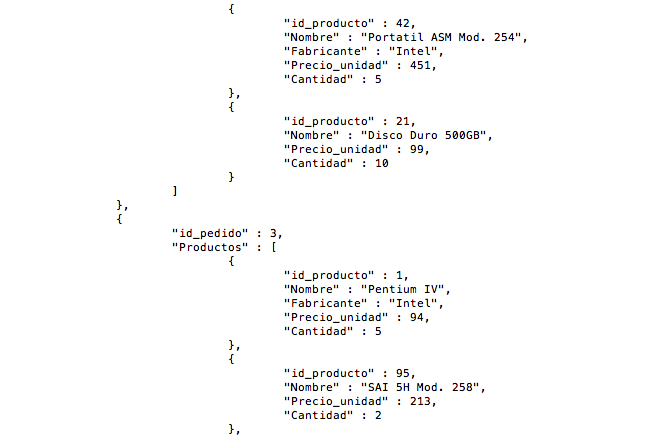 {
"id_producto" : 42,
"Nombre" : "Portatil ASM Mod. 254",
"Fabricante" : "Intel",
"Precio_unidad" : 451,
"Cantidad" : 5
},
{
"id_producto" : 21,
"Nombre" : "Disco Duro 500GB",
"Precio_unidad" : 99,
"Cantidad" : 10
}
]
},
{
"id_pedido" : 3,
"Productos" : [
{
"id_producto" : 1,
"Nombre" : "Pentium IV",
"Fabricante" : "Intel",
"Precio_unidad" : 94,
"Cantidad" : 5
},
{
"id_producto" : 95,
"Nombre" : "SAI 5H Mod. 258",
"Precio_unidad" : 213,
"Cantidad" : 2
},